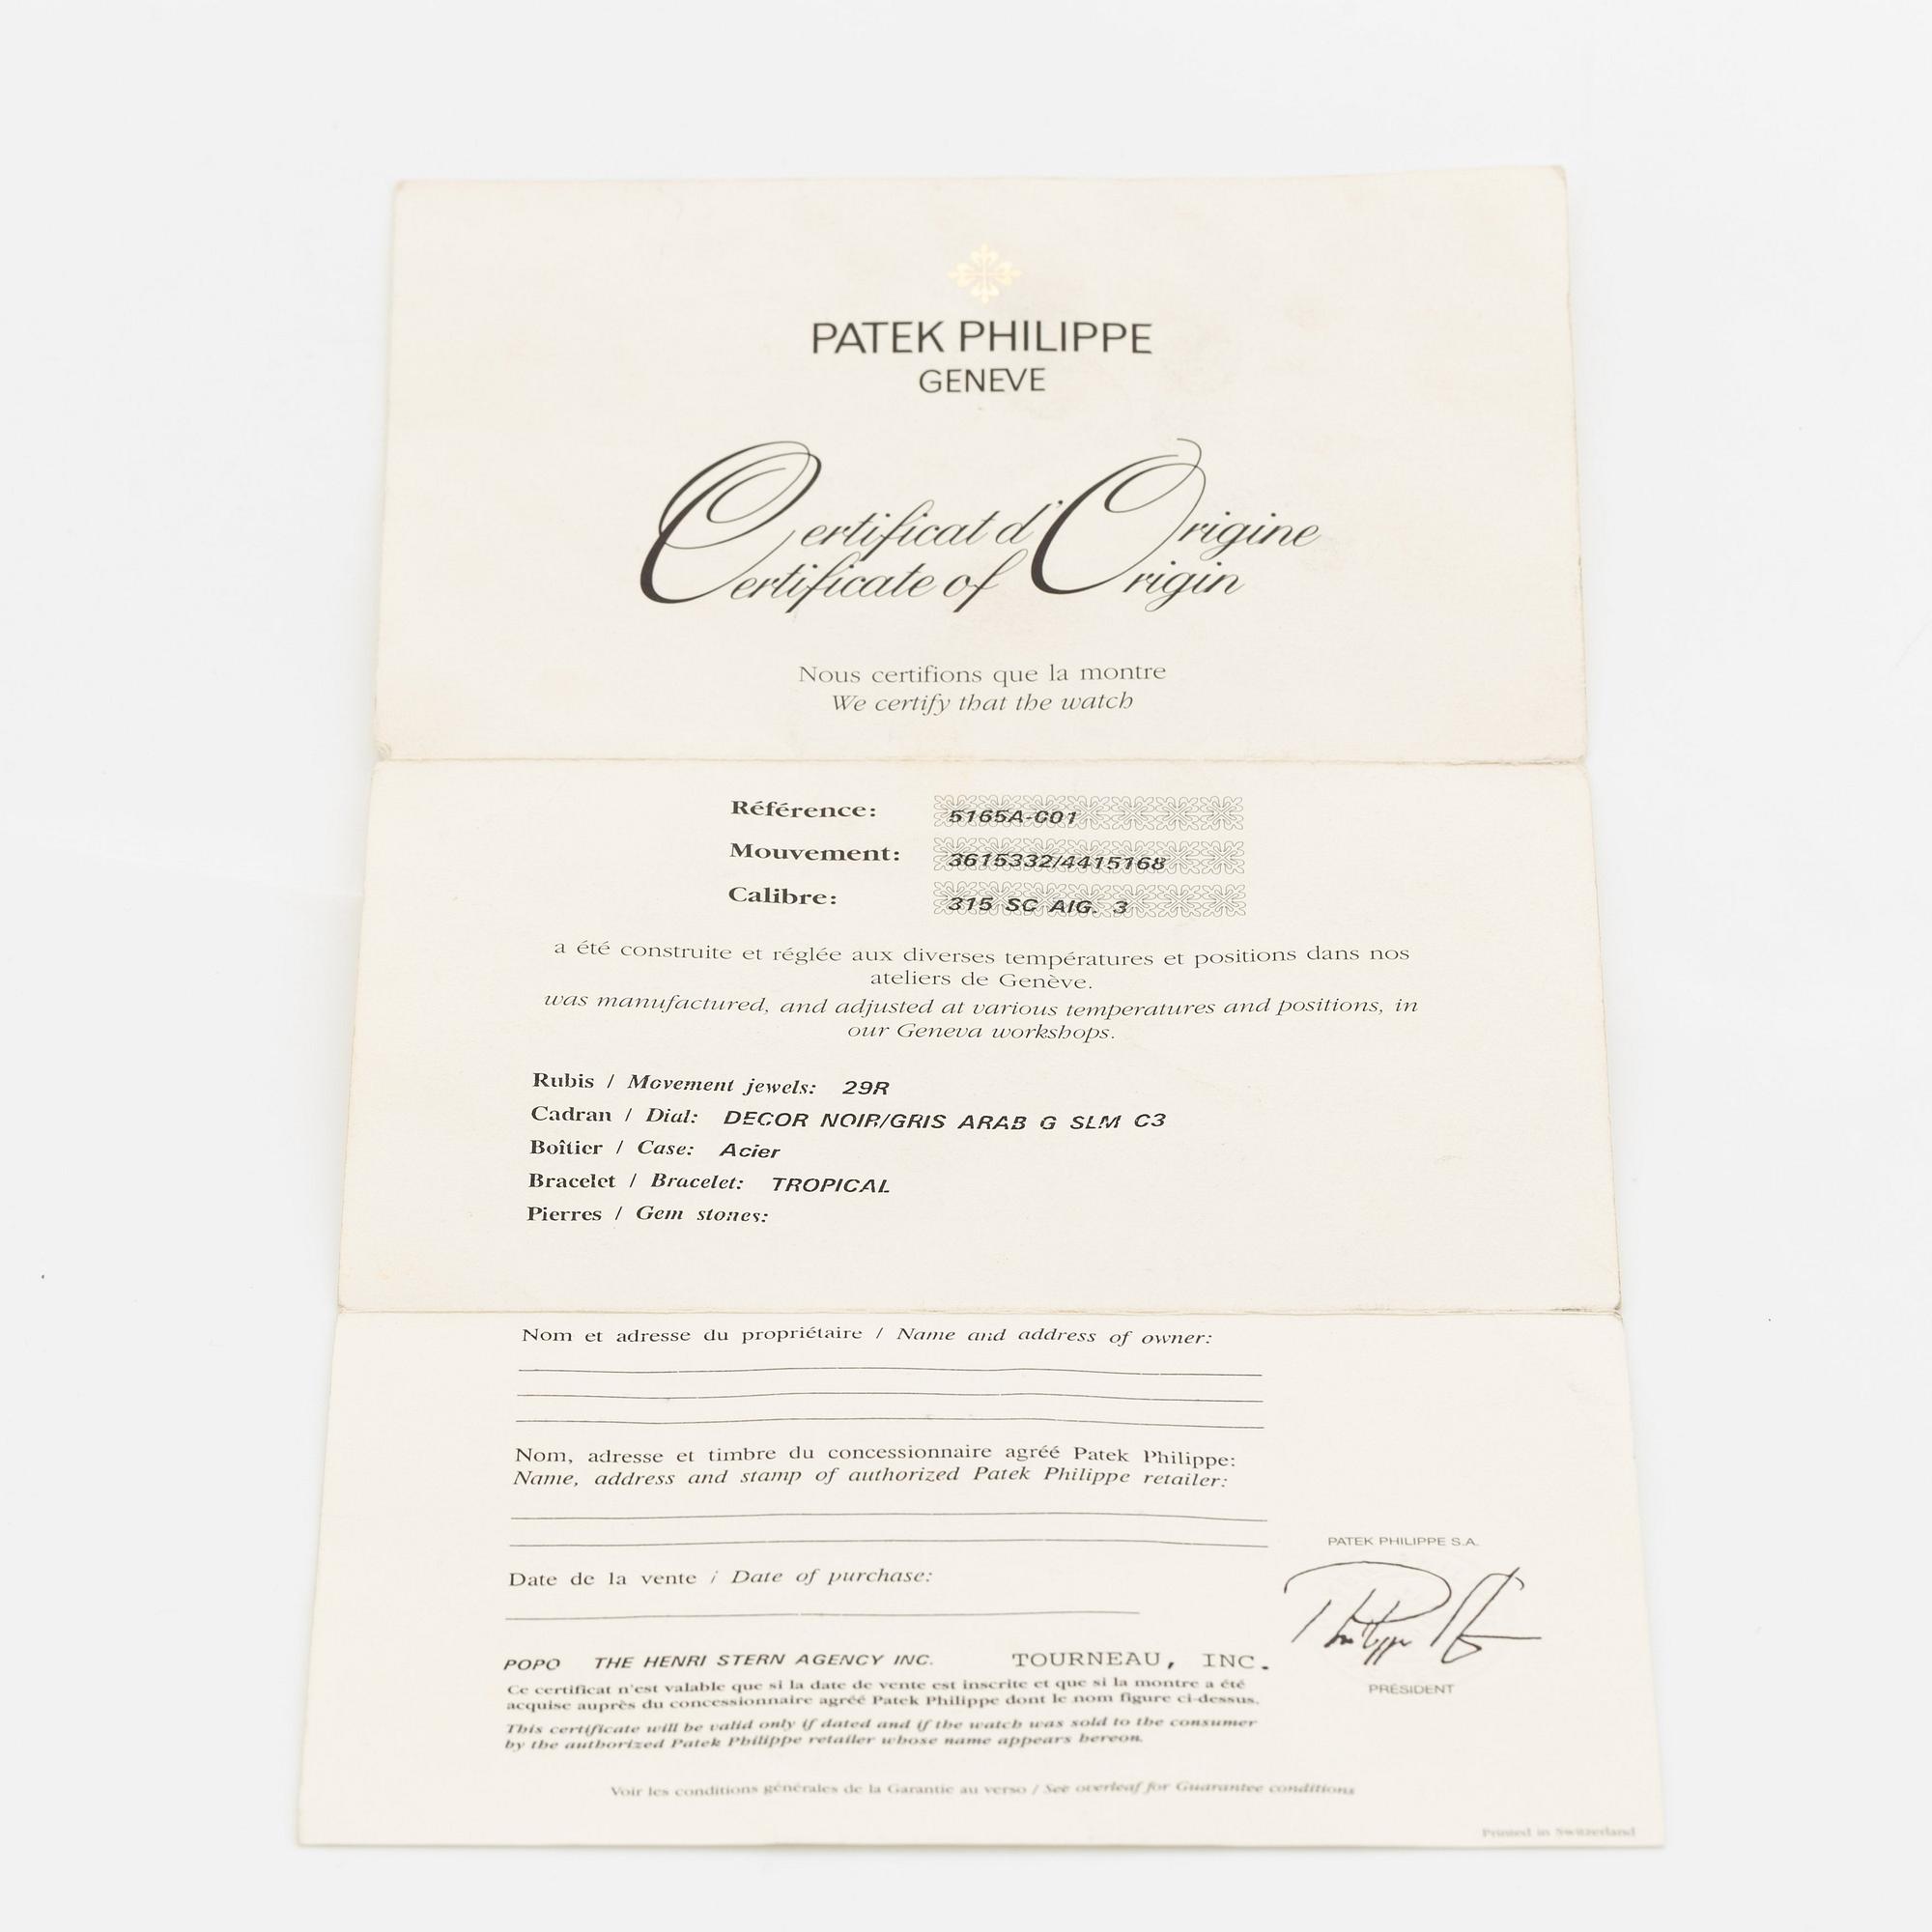 PATEK PHILIPPE
GENEVE
Certificat d'Origine
Certificate of Origin
Nous certifions que la montre
We certify that the watch
Référence: 5165A-001
Mouvement: 3615332/4415168
Calibre: 315 SC AIG. 3
a été construite et réglée aux diverses températures et positions dans nos
ateliers de Genève.
was manufactured, and adjusted at various temperatures and positions, in
our Geneva workshops.
Rubis / Movement jewels: 29R
Cadran / Dial: DECOR NOIR/GRIS ARAB G SLM C3
Boîtier / Case: Acier
Bracelet / Bracelet: TROPICAL
Pierres / Gem stones:
Nom et adresse du propriétaire / Name and address of owner:
Nom, adresse et timbre du concessionnaire agréé Patek Philippe:
Name, address and stamp of authorized Patek Philippe retailer:
PATEK PHILIPPE S.A.
Date de la vente / Date of purchase:
POPO THE HENRI STERN AGENCY INC. TOURNEAU, INC.
PRÉSIDENT
Ce certificat n'est valable que si la date de vente est inscrite et que si la montre a été
acquise auprès du concessionnaire agréé Patek Philippe dont le nom figure ci-dessus.
This certificate will be valid only if dated and if the watch was sold to the consumer
by the authorized Patek Philippe retailer whose name appears hereon.
Voir les conditions générales de la Garantie au verso / See overleaf for Guarantee conditions
Printed in Switzerland